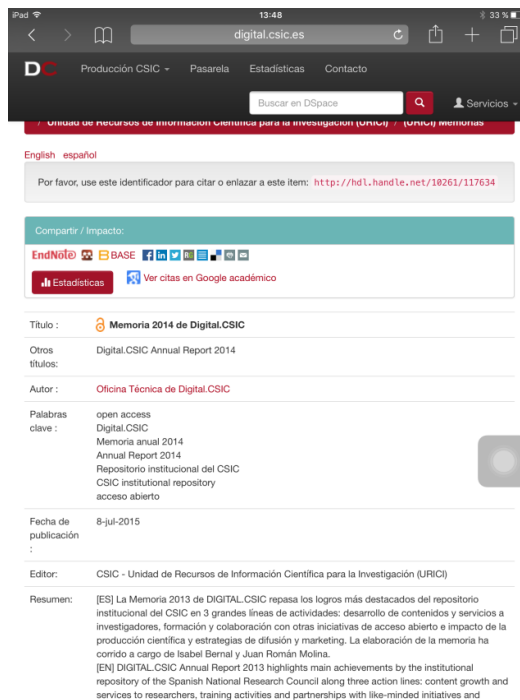 iPad 13:48 33 %
digital.csic.es
DC Producción CSIC Pasarela Estadísticas Contacto
Buscar en DSpace Servicios
/ Unidad de Recursos de Información Científica para la Investigación (URICI) / (URICI) Memorias
English español
Por favor, use este identificador para citar o enlazar a este item: http://hdl.handle.net/10261/117634
Compartir / Impacto:
EndNote BASE f in RG
Estadísticas Ver citas en Google académico
Título : Memoria 2014 de Digital.CSIC
Otros Digital.CSIC Annual Report 2014
títulos:
Autor : Oficina Técnica de Digital.CSIC
Palabras open access
clave : Digital.CSIC
Memoria anual 2014
Annual Report 2014
Repositorio institucional del CSIC
CSIC institutional repository
acceso abierto
Fecha de 8-jul-2015
publicación
:
Editor: CSIC - Unidad de Recursos de Información Científica para la Investigación (URICI)
Resumen: [ES] La Memoria 2013 de DIGITAL.CSIC repasa los logros más destacados del repositorio
institucional del CSIC en 3 grandes líneas de actividades: desarrollo de contenidos y servicios a
investigadores, formación y colaboración con otras iniciativas de acceso abierto e impacto de la
producción científica y estrategias de difusión y marketing. La elaboración de la memoria ha
corrido a cargo de Isabel Bernal y Juan Román Molina.
[EN] DIGITAL.CSIC Annual Report 2013 highlights main achievements by the institutional
repository of the Spanish National Research Council along three action lines: content growth and
services to researchers, training activities and partnerships with like-minded initiatives and